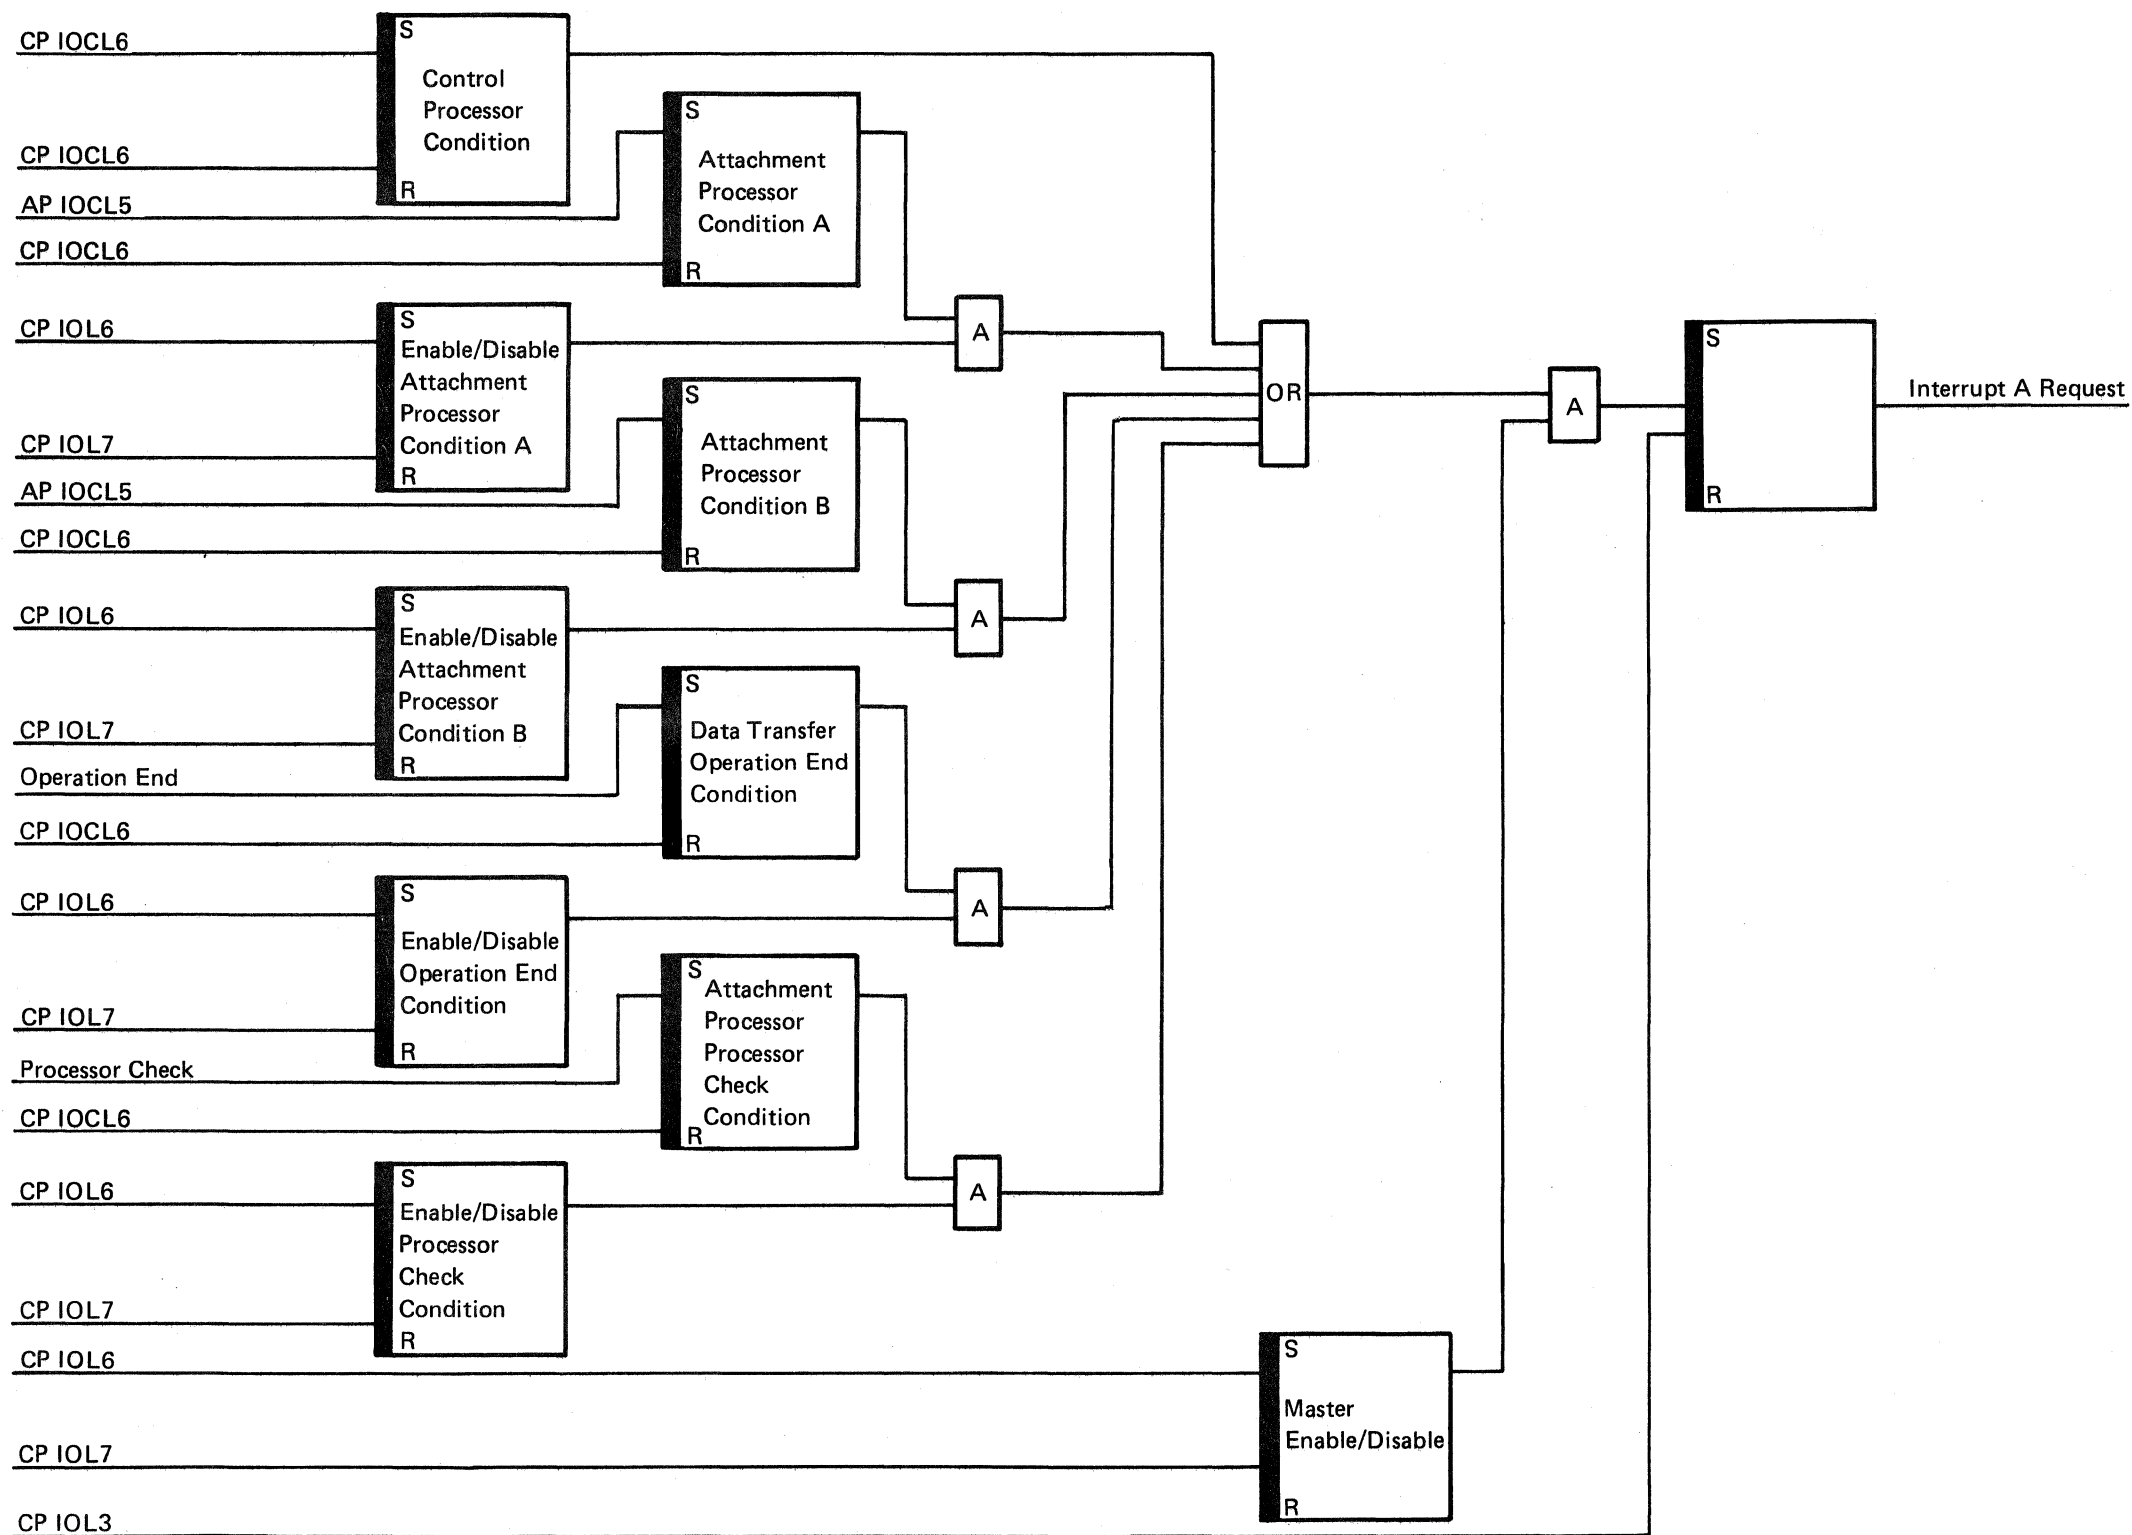 CP IOCL6
S
Control
Processor
Condition
CP IOCL6
R
AP IOCL5
S
Attachment
Processor
Condition A
CP IOCL6
R
CP IOL6
S
Enable/Disable
Attachment
Processor
Condition A
CP IOL7
R
A
AP IOCL5
S
Attachment
Processor
Condition B
CP IOCL6
R
CP IOL6
S
Enable/Disable
Attachment
Processor
Condition B
CP IOL7
R
A
Operation End
S
Data Transfer
Operation End
Condition
CP IOCL6
R
CP IOL6
S
Enable/Disable
Operation End
Condition
CP IOL7
R
A
Processor Check
S
Attachment
Processor
Processor
Check
Condition
CP IOCL6
R
CP IOL6
S
Enable/Disable
Processor
Check
Condition
CP IOL7
R
A
OR
A
S
R
Interrupt A Request
CP IOL6
S
Master
Enable/Disable
CP IOL7
R
CP IOL3